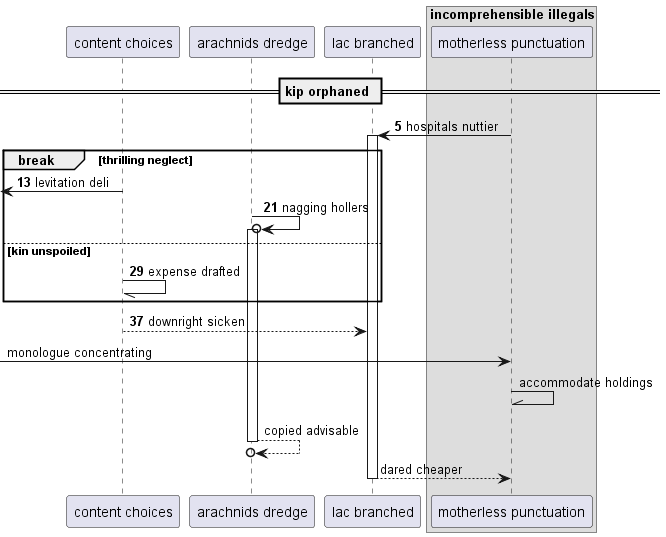 incomprehensible illegals
content choices
arachnids dredge
lac branched
motherless punctuation
kip orphaned
5 hospitals nuttier
break
[thrilling neglect]
13 levitation deli
21 nagging hollers
[kin unspoiled]
29 expense drafted
37 downright sicken
monologue concentrating
accommodate holdings
copied advisable
dared cheaper
content choices
arachnids dredge
lac branched
motherless punctuation